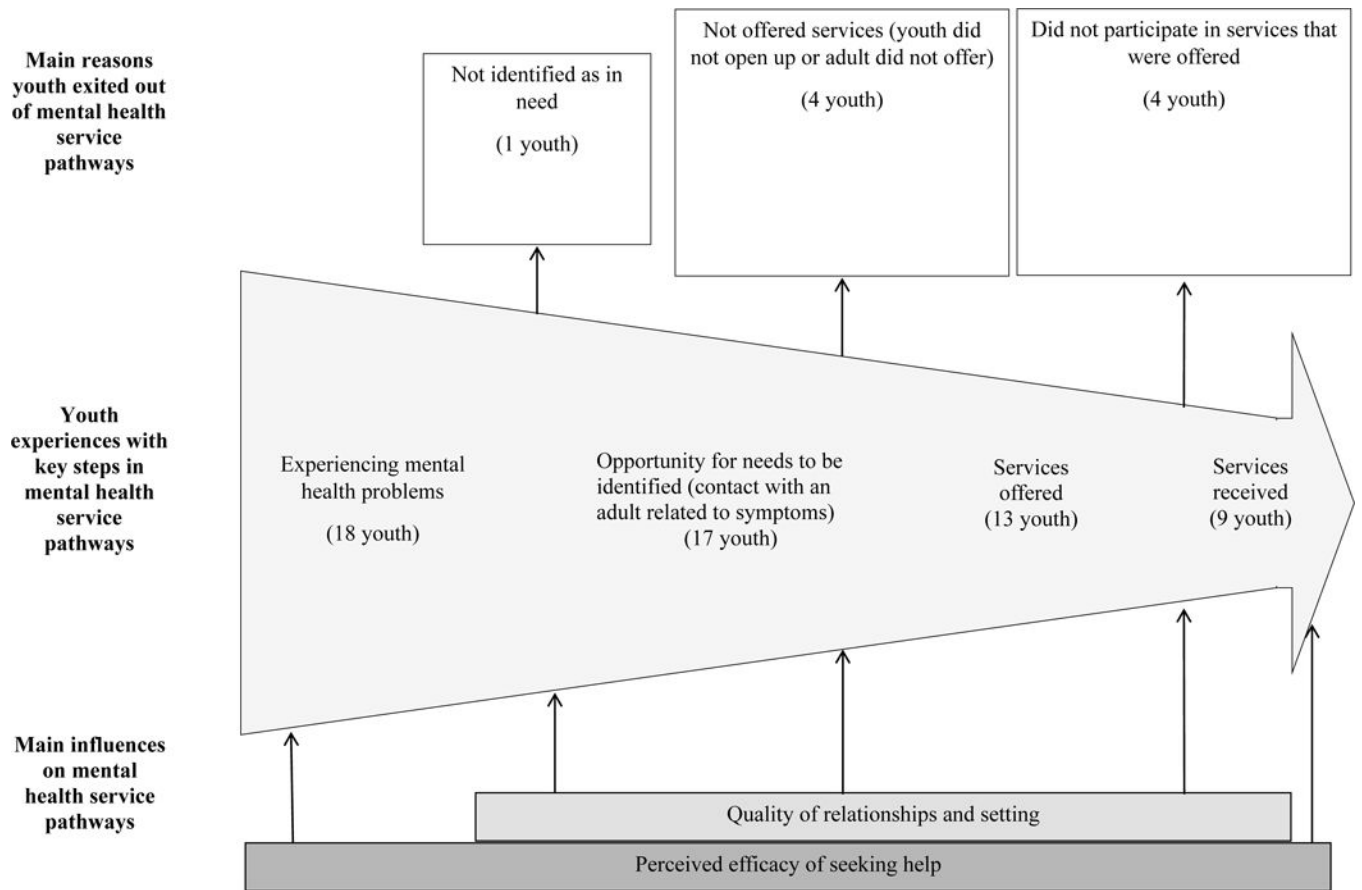 Main reasons
youth exited out
of mental health
service
pathways
Not identified as in
need
(1 youth)
Not offered services (youth did
not open up or adult did not offer)
(4 youth)
Did not participate in services that
were offered
(4 youth)
Youth
experiences with
key steps in
mental health
service
pathways
Experiencing mental
health problems
(18 youth)
Opportunity for needs to be
identified (contact with an
adult related to symptoms)
(17 youth)
Services
offered
(13 youth)
Services
received
(9 youth)
Main influences
on mental
health service
pathways
Quality of relationships and setting
Perceived efficacy of seeking help